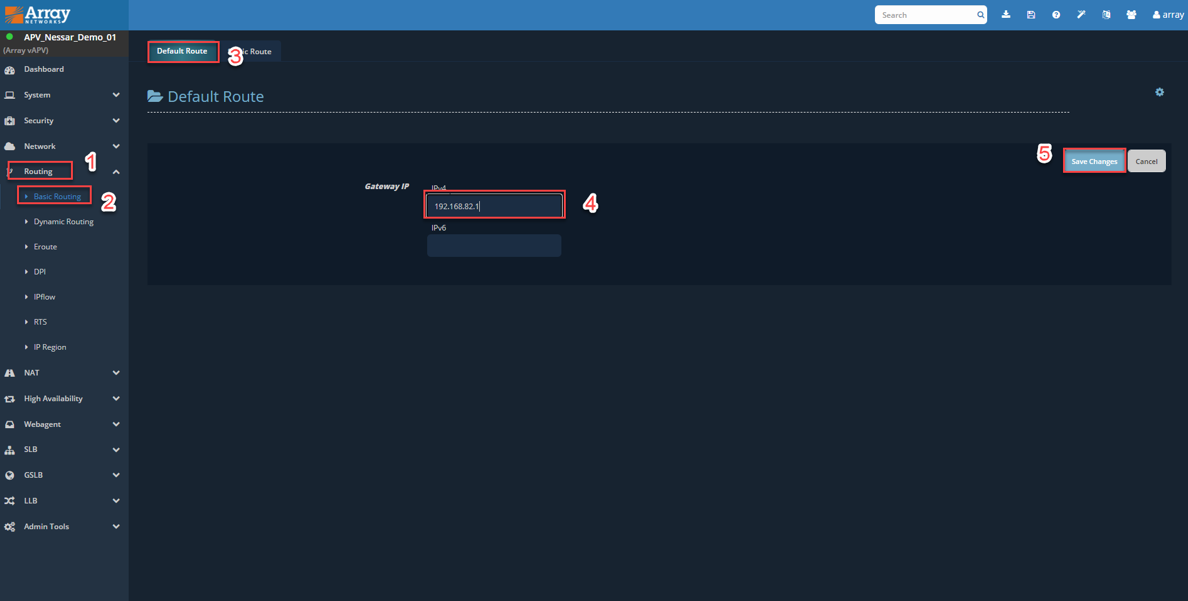 Array
NETWORKS
Search
array
APV_Nessar_Demo_01
(Array vAPV)
Dashboard
System
Security
Network
Routing
1
Basic Routing
2
Dynamic Routing
Eroute
DPI
IPflow
RTS
IP Region
NAT
High Availability
Webagent
SLB
GSLB
LLB
Admin Tools
Default Route
3
Route
Default Route
5
Save Changes
Cancel
Gateway IP
IPv4
192.168.82.1
4
IPv6